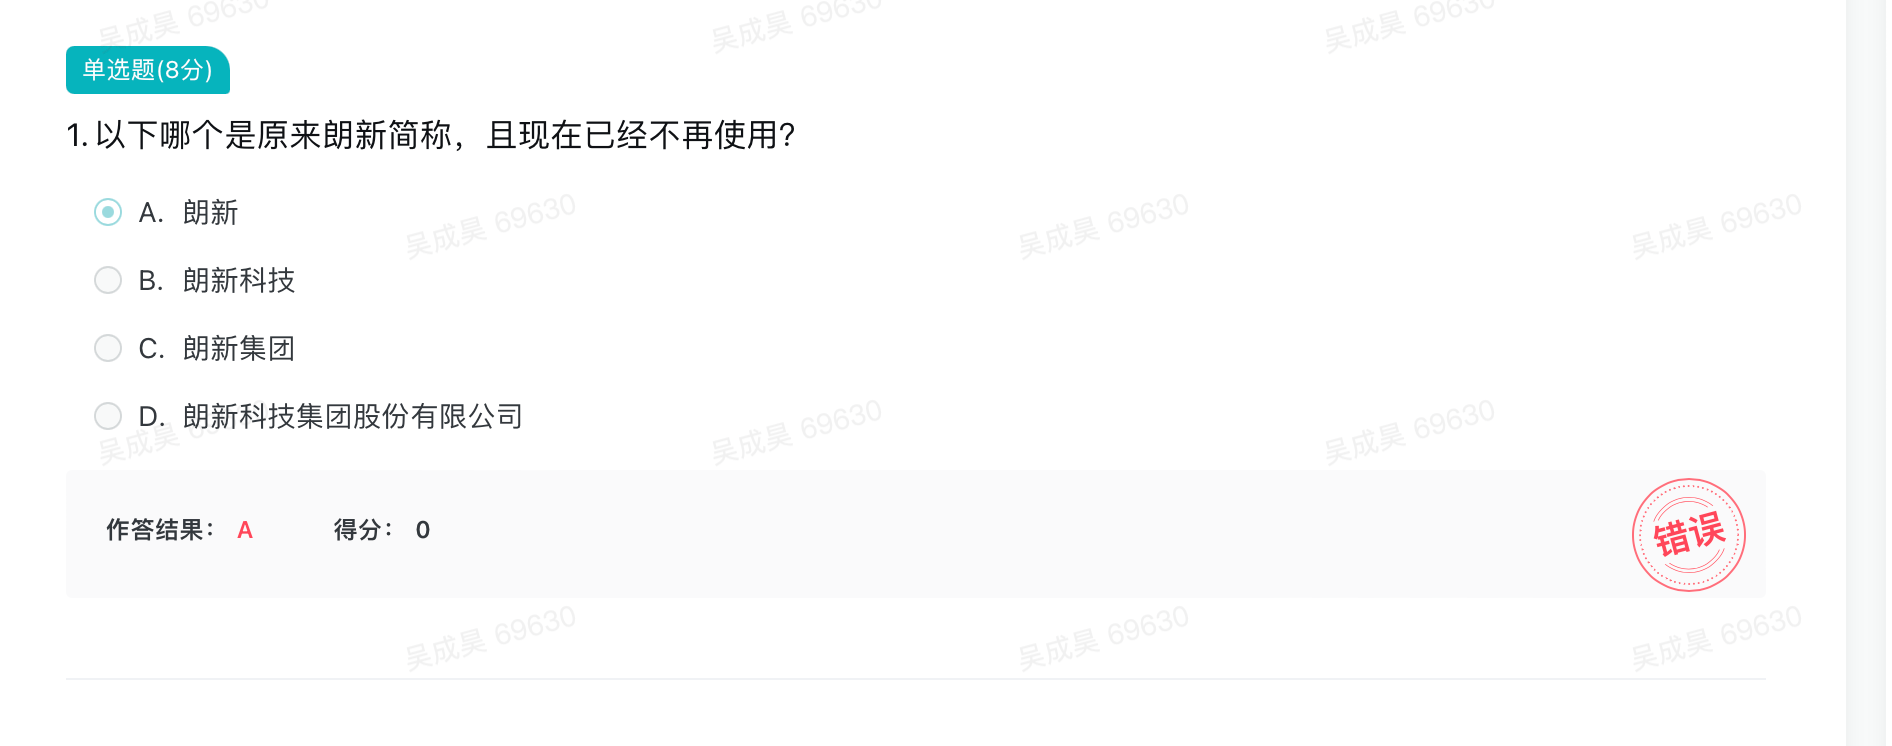 吴成昊 69630 吴成昊 69630 吴成昊 69630
单选题(8分)
1. 以下哪个是原来朗新简称，且现在已经不再使用?
A. 朗新
吴成昊 69630 吴成昊 69630 吴成昊 69630
B. 朗新科技
C. 朗新集团
D. 朗新科技集团股份有限公司
吴成昊 69630 吴成昊 69630 吴成昊 69630
作答结果： A 得分： 0
错误
吴成昊 69630 吴成昊 69630 吴成昊 69630